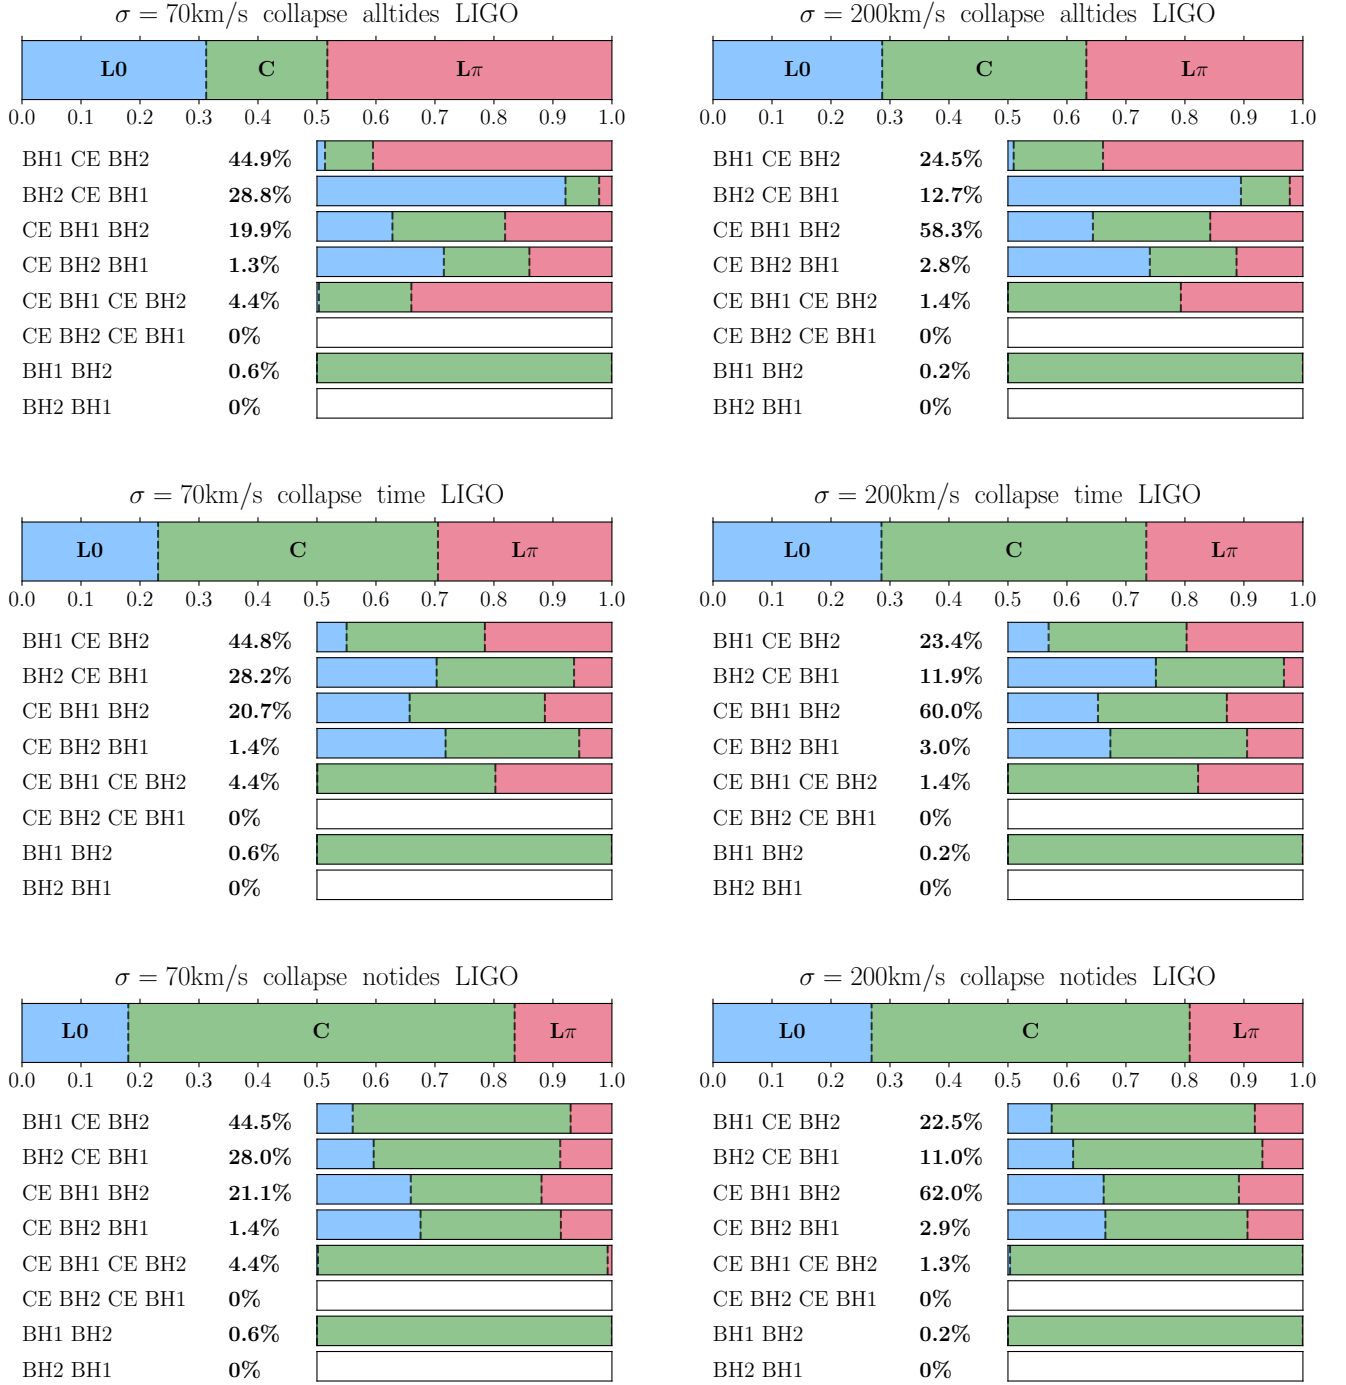 σ = 70km/s collapse alltides LIGO
L0 C Lπ
0.0 0.1 0.2 0.3 0.4 0.5 0.6 0.7 0.8 0.9 1.0
BH1 CE BH2 44.9%
BH2 CE BH1 28.8%
CE BH1 BH2 19.9%
CE BH2 BH1 1.3%
CE BH1 CE BH2 4.4%
CE BH2 CE BH1 0%
BH1 BH2 0.6%
BH2 BH1 0%
σ = 200km/s collapse alltides LIGO
L0 C Lπ
0.0 0.1 0.2 0.3 0.4 0.5 0.6 0.7 0.8 0.9 1.0
BH1 CE BH2 24.5%
BH2 CE BH1 12.7%
CE BH1 BH2 58.3%
CE BH2 BH1 2.8%
CE BH1 CE BH2 1.4%
CE BH2 CE BH1 0%
BH1 BH2 0.2%
BH2 BH1 0%
σ = 70km/s collapse time LIGO
L0 C Lπ
0.0 0.1 0.2 0.3 0.4 0.5 0.6 0.7 0.8 0.9 1.0
BH1 CE BH2 44.8%
BH2 CE BH1 28.2%
CE BH1 BH2 20.7%
CE BH2 BH1 1.4%
CE BH1 CE BH2 4.4%
CE BH2 CE BH1 0%
BH1 BH2 0.6%
BH2 BH1 0%
σ = 200km/s collapse time LIGO
L0 C Lπ
0.0 0.1 0.2 0.3 0.4 0.5 0.6 0.7 0.8 0.9 1.0
BH1 CE BH2 23.4%
BH2 CE BH1 11.9%
CE BH1 BH2 60.0%
CE BH2 BH1 3.0%
CE BH1 CE BH2 1.4%
CE BH2 CE BH1 0%
BH1 BH2 0.2%
BH2 BH1 0%
σ = 70km/s collapse notides LIGO
L0 C Lπ
0.0 0.1 0.2 0.3 0.4 0.5 0.6 0.7 0.8 0.9 1.0
BH1 CE BH2 44.5%
BH2 CE BH1 28.0%
CE BH1 BH2 21.1%
CE BH2 BH1 1.4%
CE BH1 CE BH2 4.4%
CE BH2 CE BH1 0%
BH1 BH2 0.6%
BH2 BH1 0%
σ = 200km/s collapse notides LIGO
L0 C Lπ
0.0 0.1 0.2 0.3 0.4 0.5 0.6 0.7 0.8 0.9 1.0
BH1 CE BH2 22.5%
BH2 CE BH1 11.0%
CE BH1 BH2 62.0%
CE BH2 BH1 2.9%
CE BH1 CE BH2 1.3%
CE BH2 CE BH1 0%
BH1 BH2 0.2%
BH2 BH1 0%